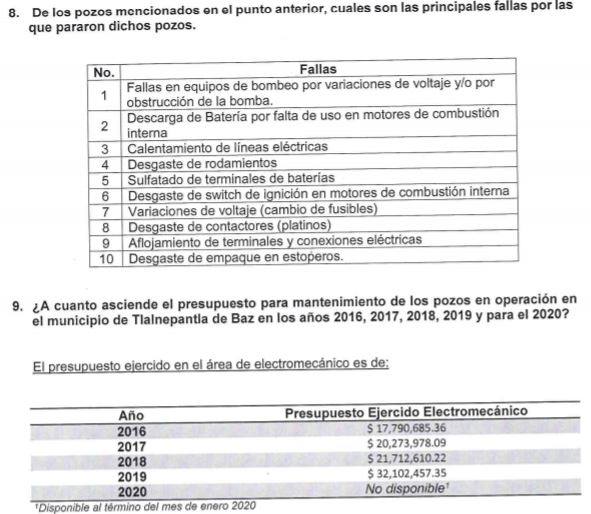 8. De los pozos mencionados en el punto anterior, cuales son las principales fallas por las
que pararon dichos pozos.
No. Fallas
1 Fallas en equipos de bombeo por variaciones de voltaje y/o por
obstrucción de la bomba.
2 Descarga de Batería por falta de uso en motores de combustión
interna
3 Calentamiento de líneas eléctricas
4 Desgaste de rodamientos
5 Sulfatado de terminales de baterías
6 Desgaste de switch de ignición en motores de combustión interna
7 Variaciones de voltaje (cambio de fusibles)
8 Desgaste de contactores (platinos)
9 Aflojamiento de terminales y conexiones eléctricas
10 Desgaste de empaque en estoperos.
9. ¿A cuanto asciende el presupuesto para mantenimiento de los pozos en operación en
el municipio de Tlalnepantla de Baz en los años 2016, 2017, 2018, 2019 y para el 2020?
El presupuesto ejercido en el área de electromecánico es de:
Año Presupuesto Ejercido Electromecánico
2016 $ 17,790,685.36
2017 $ 20,273,978.09
2018 $ 21,712,610.22
2019 $ 32,102,457.35
2020 No disponible¹
¹Disponible al término del mes de enero 2020